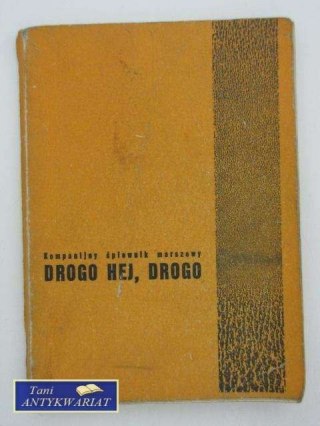 Kompanijny śpiewnik marszowy
DROGO HEJ, DROGO
Tani
ANTYKWARIAT